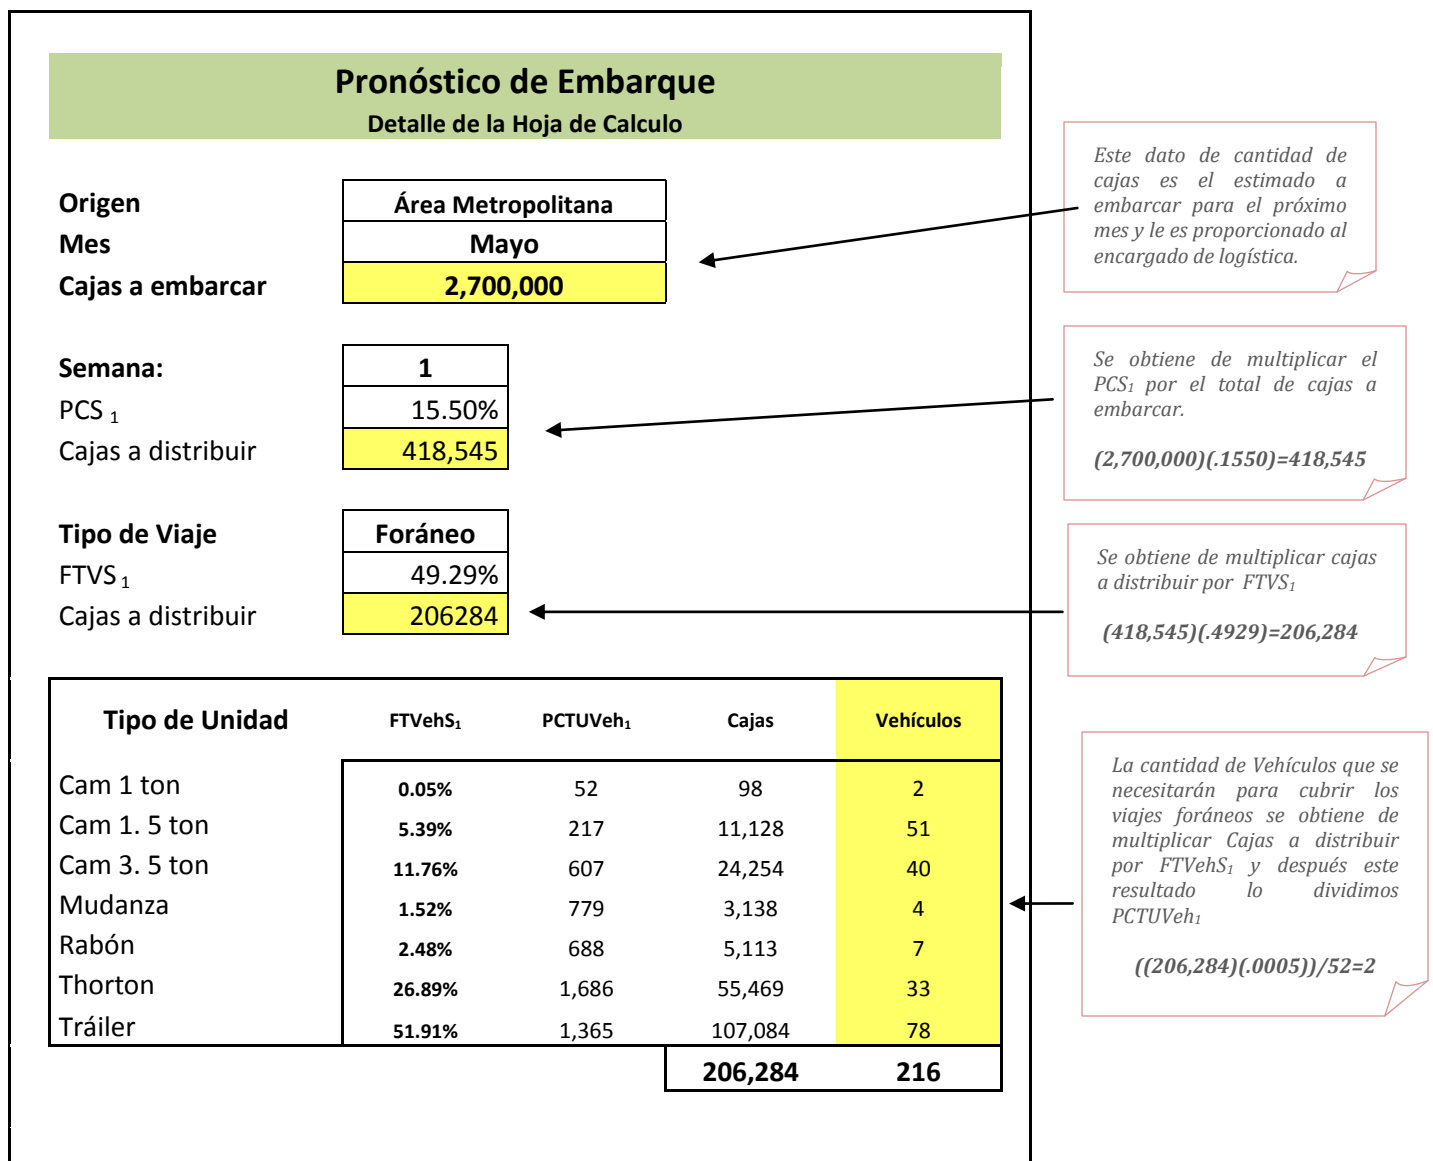 Pronóstico de Embarque
Detalle de la Hoja de Calculo
Origen Área Metropolitana
Mes Mayo
Cajas a embarcar 2,700,000
Semana: 1
PCS 1 15.50%
Cajas a distribuir 418,545
Tipo de Viaje Foráneo
FTVS 1 49.29%
Cajas a distribuir 206284
Tipo de Unidad FTVehS1 PCTUVeh1 Cajas Vehículos
Cam 1 ton 0.05% 52 98 2
Cam 1. 5 ton 5.39% 217 11,128 51
Cam 3. 5 ton 11.76% 607 24,254 40
Mudanza 1.52% 779 3,138 4
Rabón 2.48% 688 5,113 7
Thorton 26.89% 1,686 55,469 33
Tráiler 51.91% 1,365 107,084 78
206,284 216
Este dato de cantidad de
cajas es el estimado a
embarcar para el próximo
mes y le es proporcionado al
encargado de logística.
Se obtiene de multiplicar el
PCS1 por el total de cajas a
embarcar.
(2,700,000)(.1550)=418,545
Se obtiene de multiplicar cajas
a distribuir por FTVS1
(418,545)(.4929)=206,284
La cantidad de Vehículos que se
necesitarán para cubrir los
viajes foráneos se obtiene de
multiplicar Cajas a distribuir
por FTVehS1 y después este
resultado lo dividimos
PCTUVeh1
((206,284)(.0005))/52=2